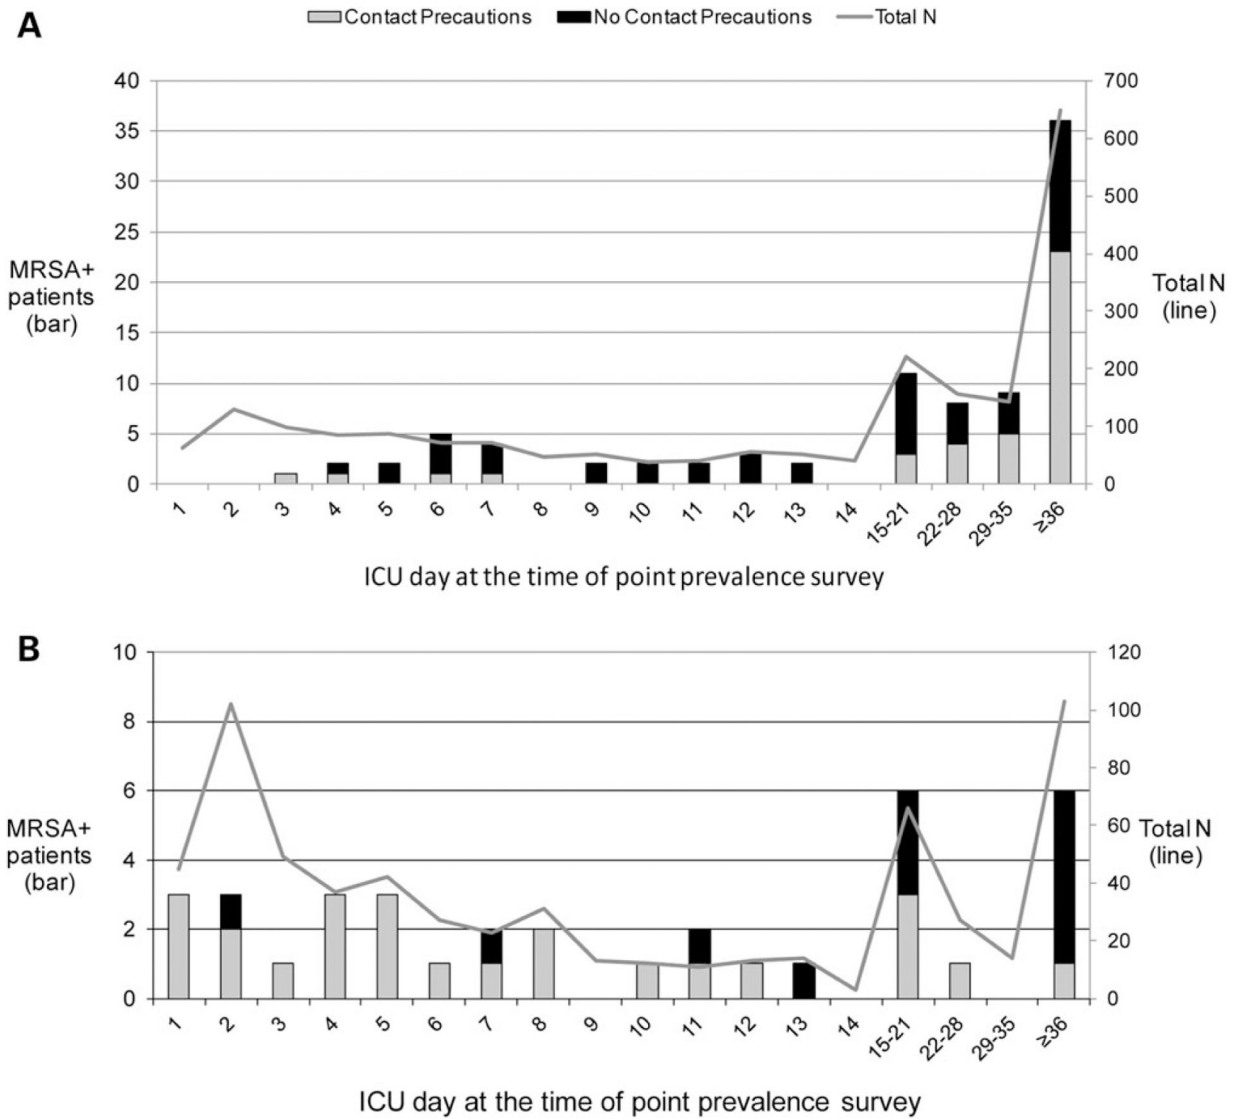 A
Contact Precautions No Contact Precautions Total N
40 700
35 600
30 500
25 400
20 300
15 200
10 100
5 0
0
MRSA+
patients
(bar)
Total N
(line)
1 2 3 4 5 6 7 8 9 10 11 12 13 14 15-21 22-28 29-35 ≥36
ICU day at the time of point prevalence survey
B
10 120
8 100
6 80
4 60
2 40
0 20
0
MRSA+
patients
(bar)
Total N
(line)
1 2 3 4 5 6 7 8 9 10 11 12 13 14 15-21 22-28 29-35 ≥36
ICU day at the time of point prevalence survey